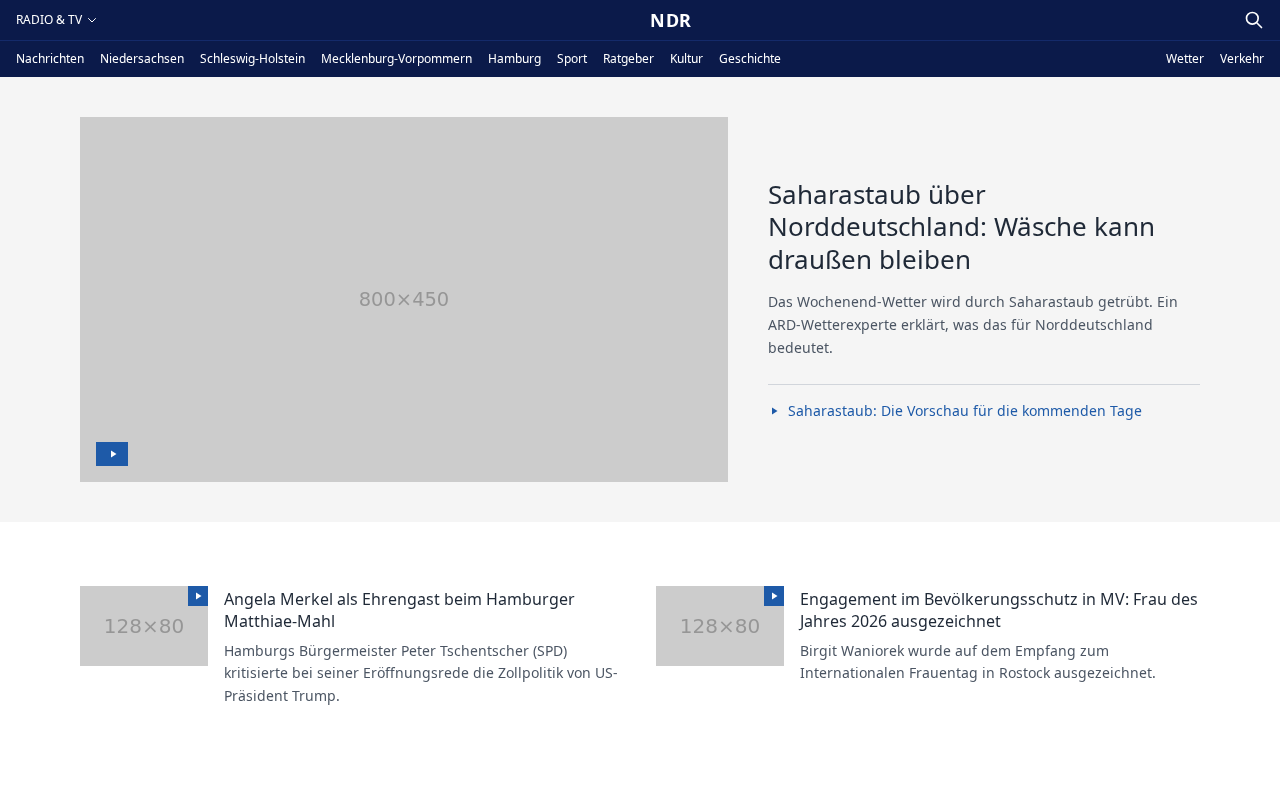 RADIO & TV
NDR
Nachrichten Niedersachsen Schleswig-Holstein Mecklenburg-Vorpommern Hamburg Sport Ratgeber Kultur Geschichte Wetter Verkehr
800×450
Saharastaub über
Norddeutschland: Wäsche kann
draußen bleiben
Das Wochenend-Wetter wird durch Saharastaub getrübt. Ein
ARD-Wetterexperte erklärt, was das für Norddeutschland
bedeutet.
Saharastaub: Die Vorschau für die kommenden Tage
128×80
Angela Merkel als Ehrengast beim Hamburger
Matthiae-Mahl
Hamburgs Bürgermeister Peter Tschentscher (SPD)
kritisierte bei seiner Eröffnungsrede die Zollpolitik von US-
Präsident Trump.
128×80
Engagement im Bevölkerungsschutz in MV: Frau des
Jahres 2026 ausgezeichnet
Birgit Waniorek wurde auf dem Empfang zum
Internationalen Frauentag in Rostock ausgezeichnet.